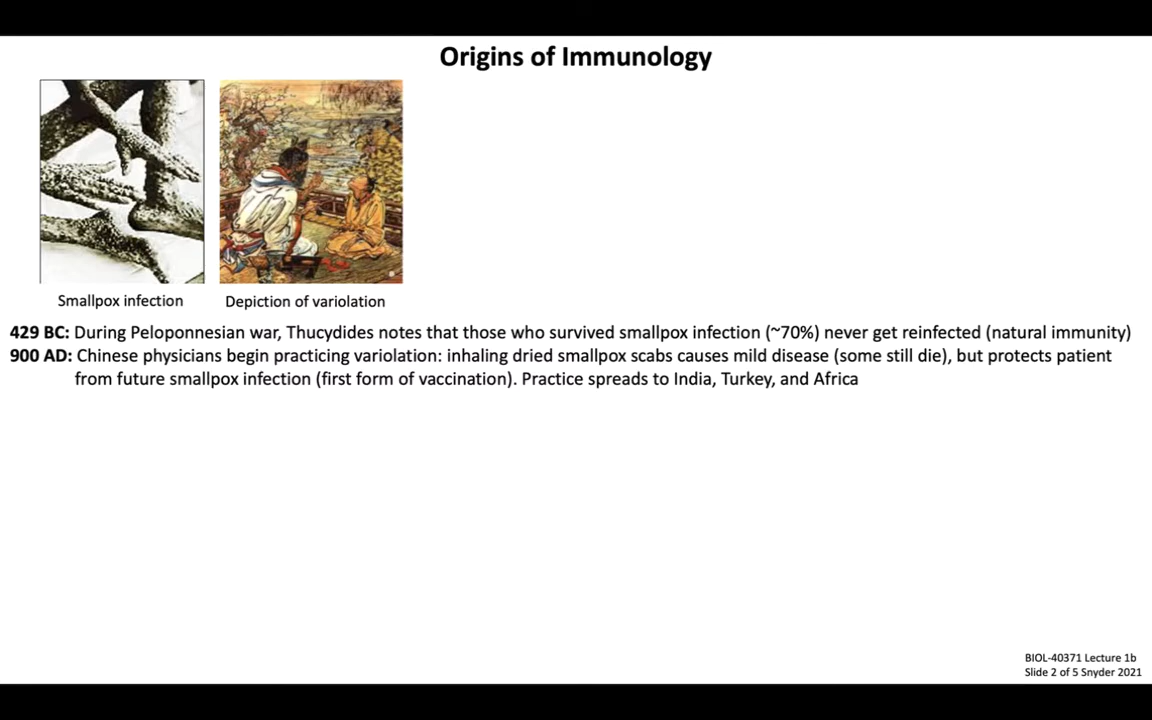 Origins of Immunology
Smallpox infection
Depiction of variolation
429 BC: During Peloponnesian war, Thucydides notes that those who survived smallpox infection (~70%) never get reinfected (natural immunity)
900 AD: Chinese physicians begin practicing variolation: inhaling dried smallpox scabs causes mild disease (some still die), but protects patient
from future smallpox infection (first form of vaccination). Practice spreads to India, Turkey, and Africa
BIOL-40371 Lecture 1b
Slide 2 of 5 Snyder 2021